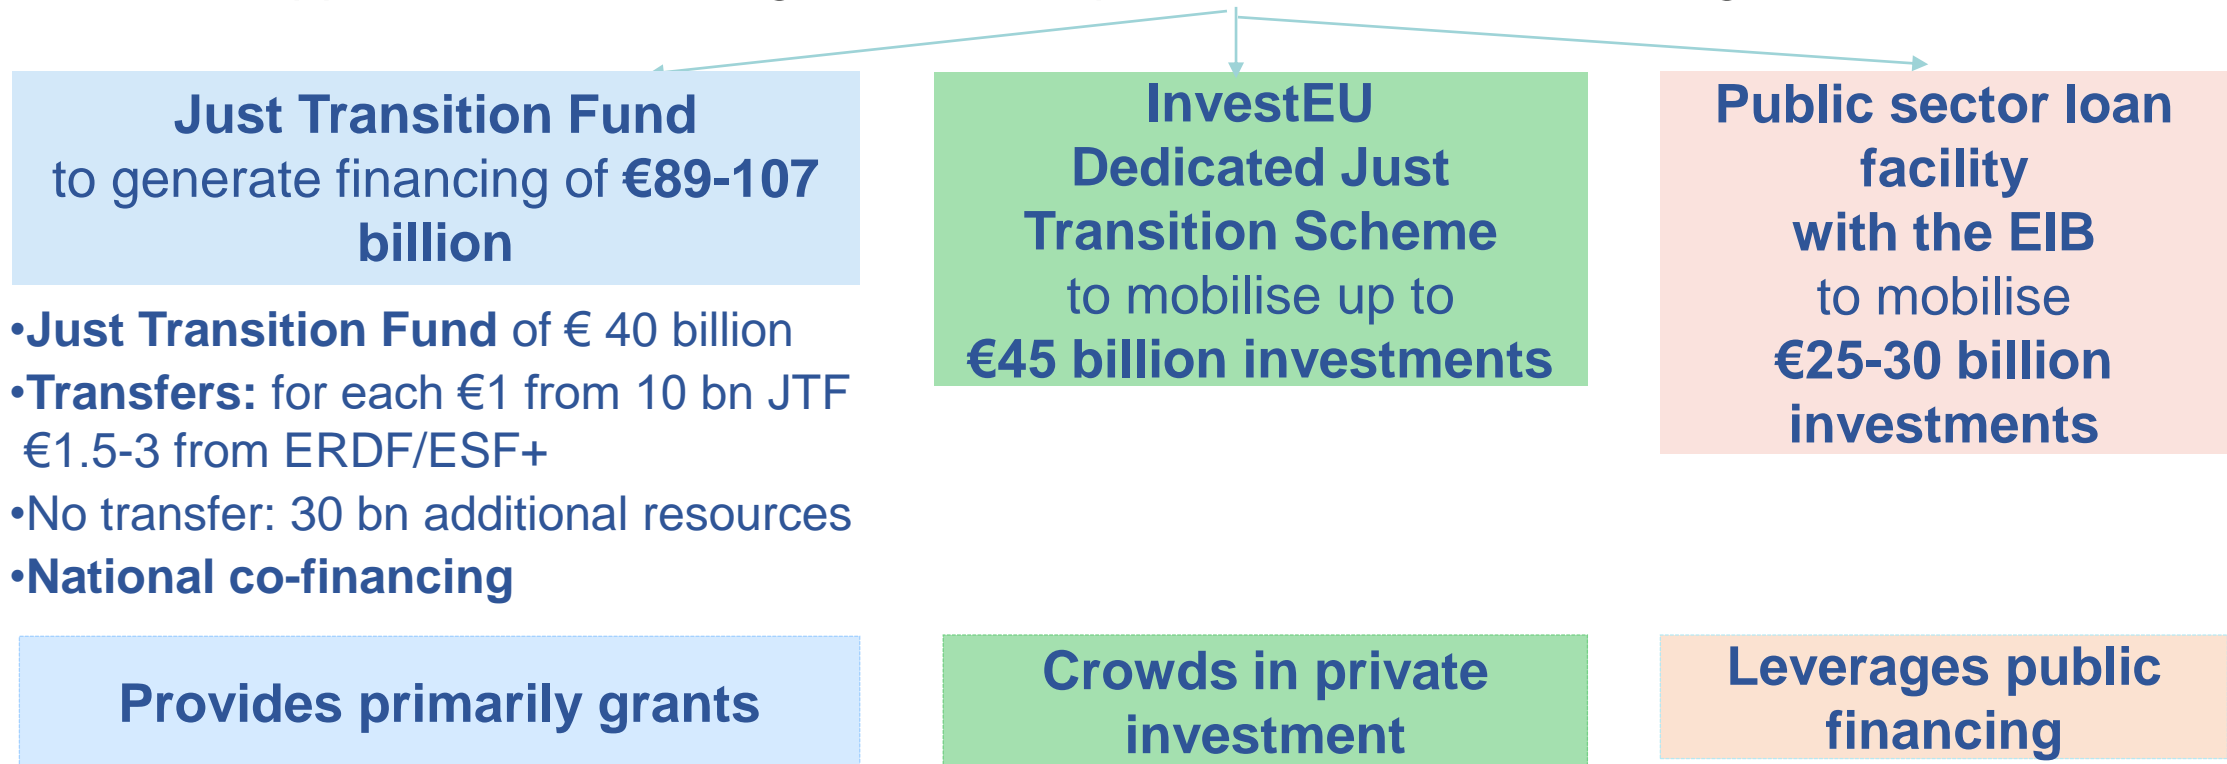 Just Transition Fund
to generate financing of €89-107
billion
•Just Transition Fund of € 40 billion
•Transfers: for each €1 from 10 bn JTF
€1.5-3 from ERDF/ESF+
•No transfer: 30 bn additional resources
•National co-financing
Provides primarily grants
InvestEU
Dedicated Just
Transition Scheme
to mobilise up to
€45 billion investments
Crowds in private
investment
Public sector loan
facility
with the EIB
to mobilise
€25-30 billion
investments
Leverages public
financing